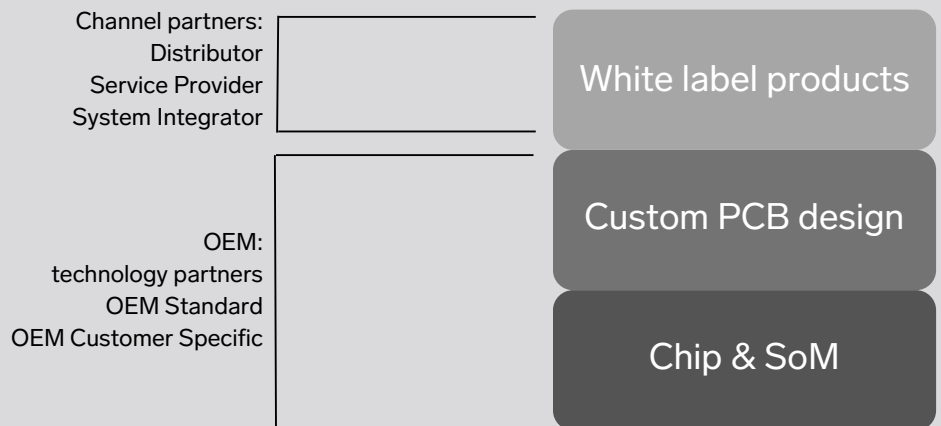 Channel partners:
Distributor
Service Provider
System Integrator
White label products
OEM:
technology partners
OEM Standard
OEM Customer Specific
Custom PCB design
Chip & SoM